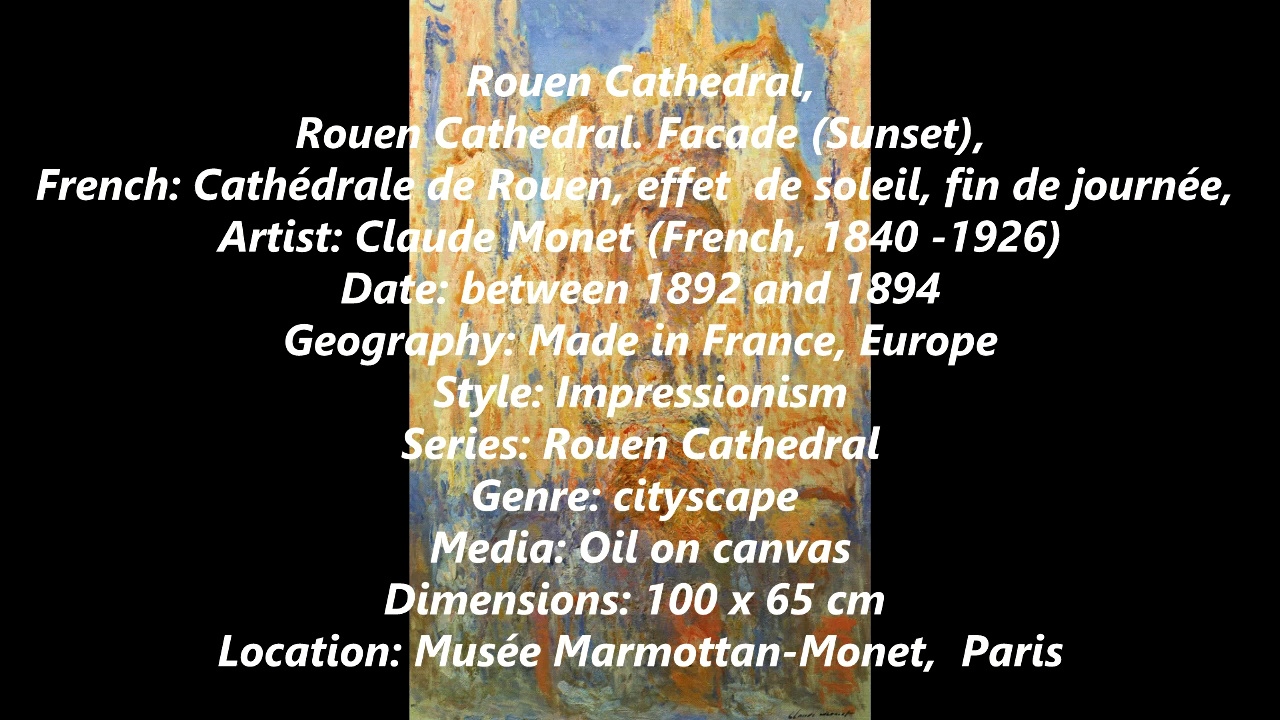 Rouen Cathedral,
Rouen Cathedral. Facade (Sunset),
French: Cathédrale de Rouen, effet  de soleil, fin de journée,
Artist: Claude Monet (French, 1840 -1926)
Date: between 1892 and 1894
Geography: Made in France, Europe
Style: Impressionism
Series: Rouen Cathedral
Genre: cityscape
Media: Oil on canvas
Dimensions: 100 x 65 cm
Location: Musée Marmottan-Monet,  Paris
Claude Monet